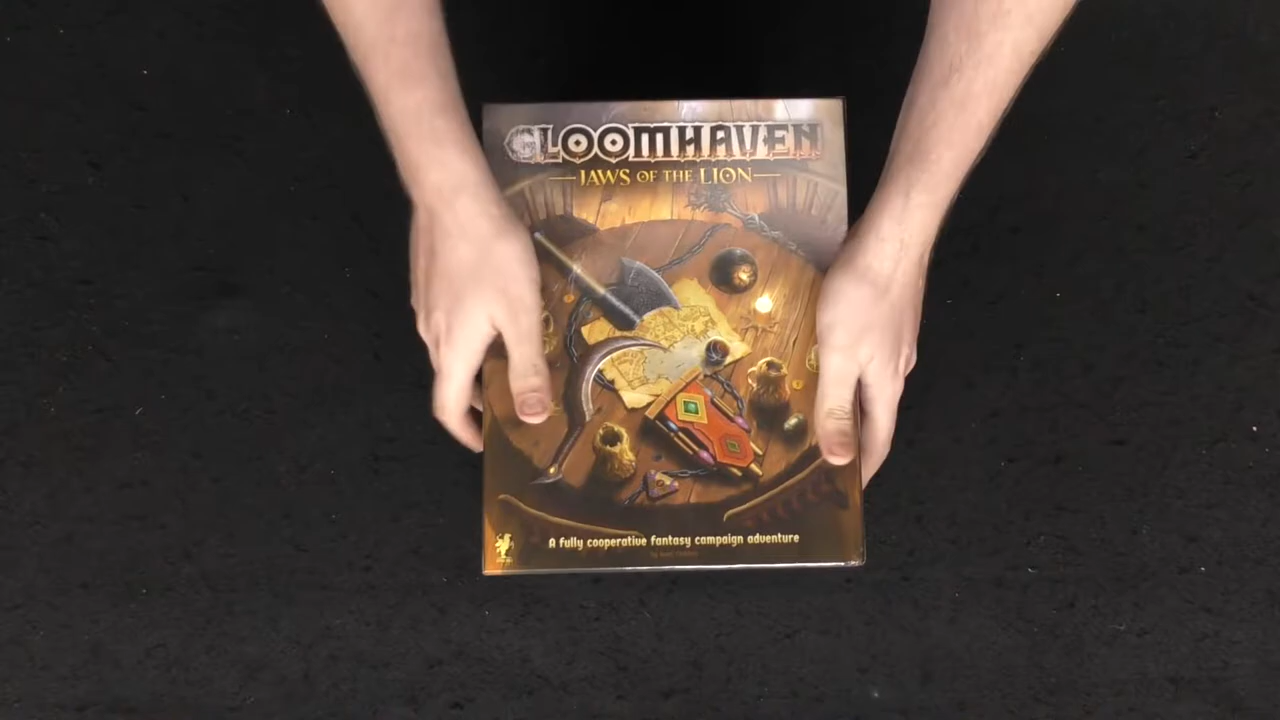 GLOOMHAVEN
JAWS OF THE LION
A fully cooperative fantasy campaign adventure